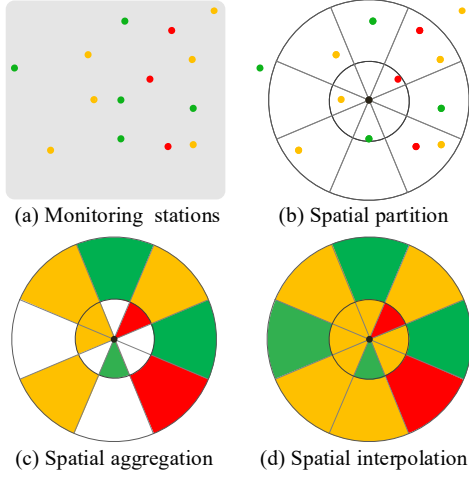 (a) Monitoring stations
(b) Spatial partition
(c) Spatial aggregation
(d) Spatial interpolation